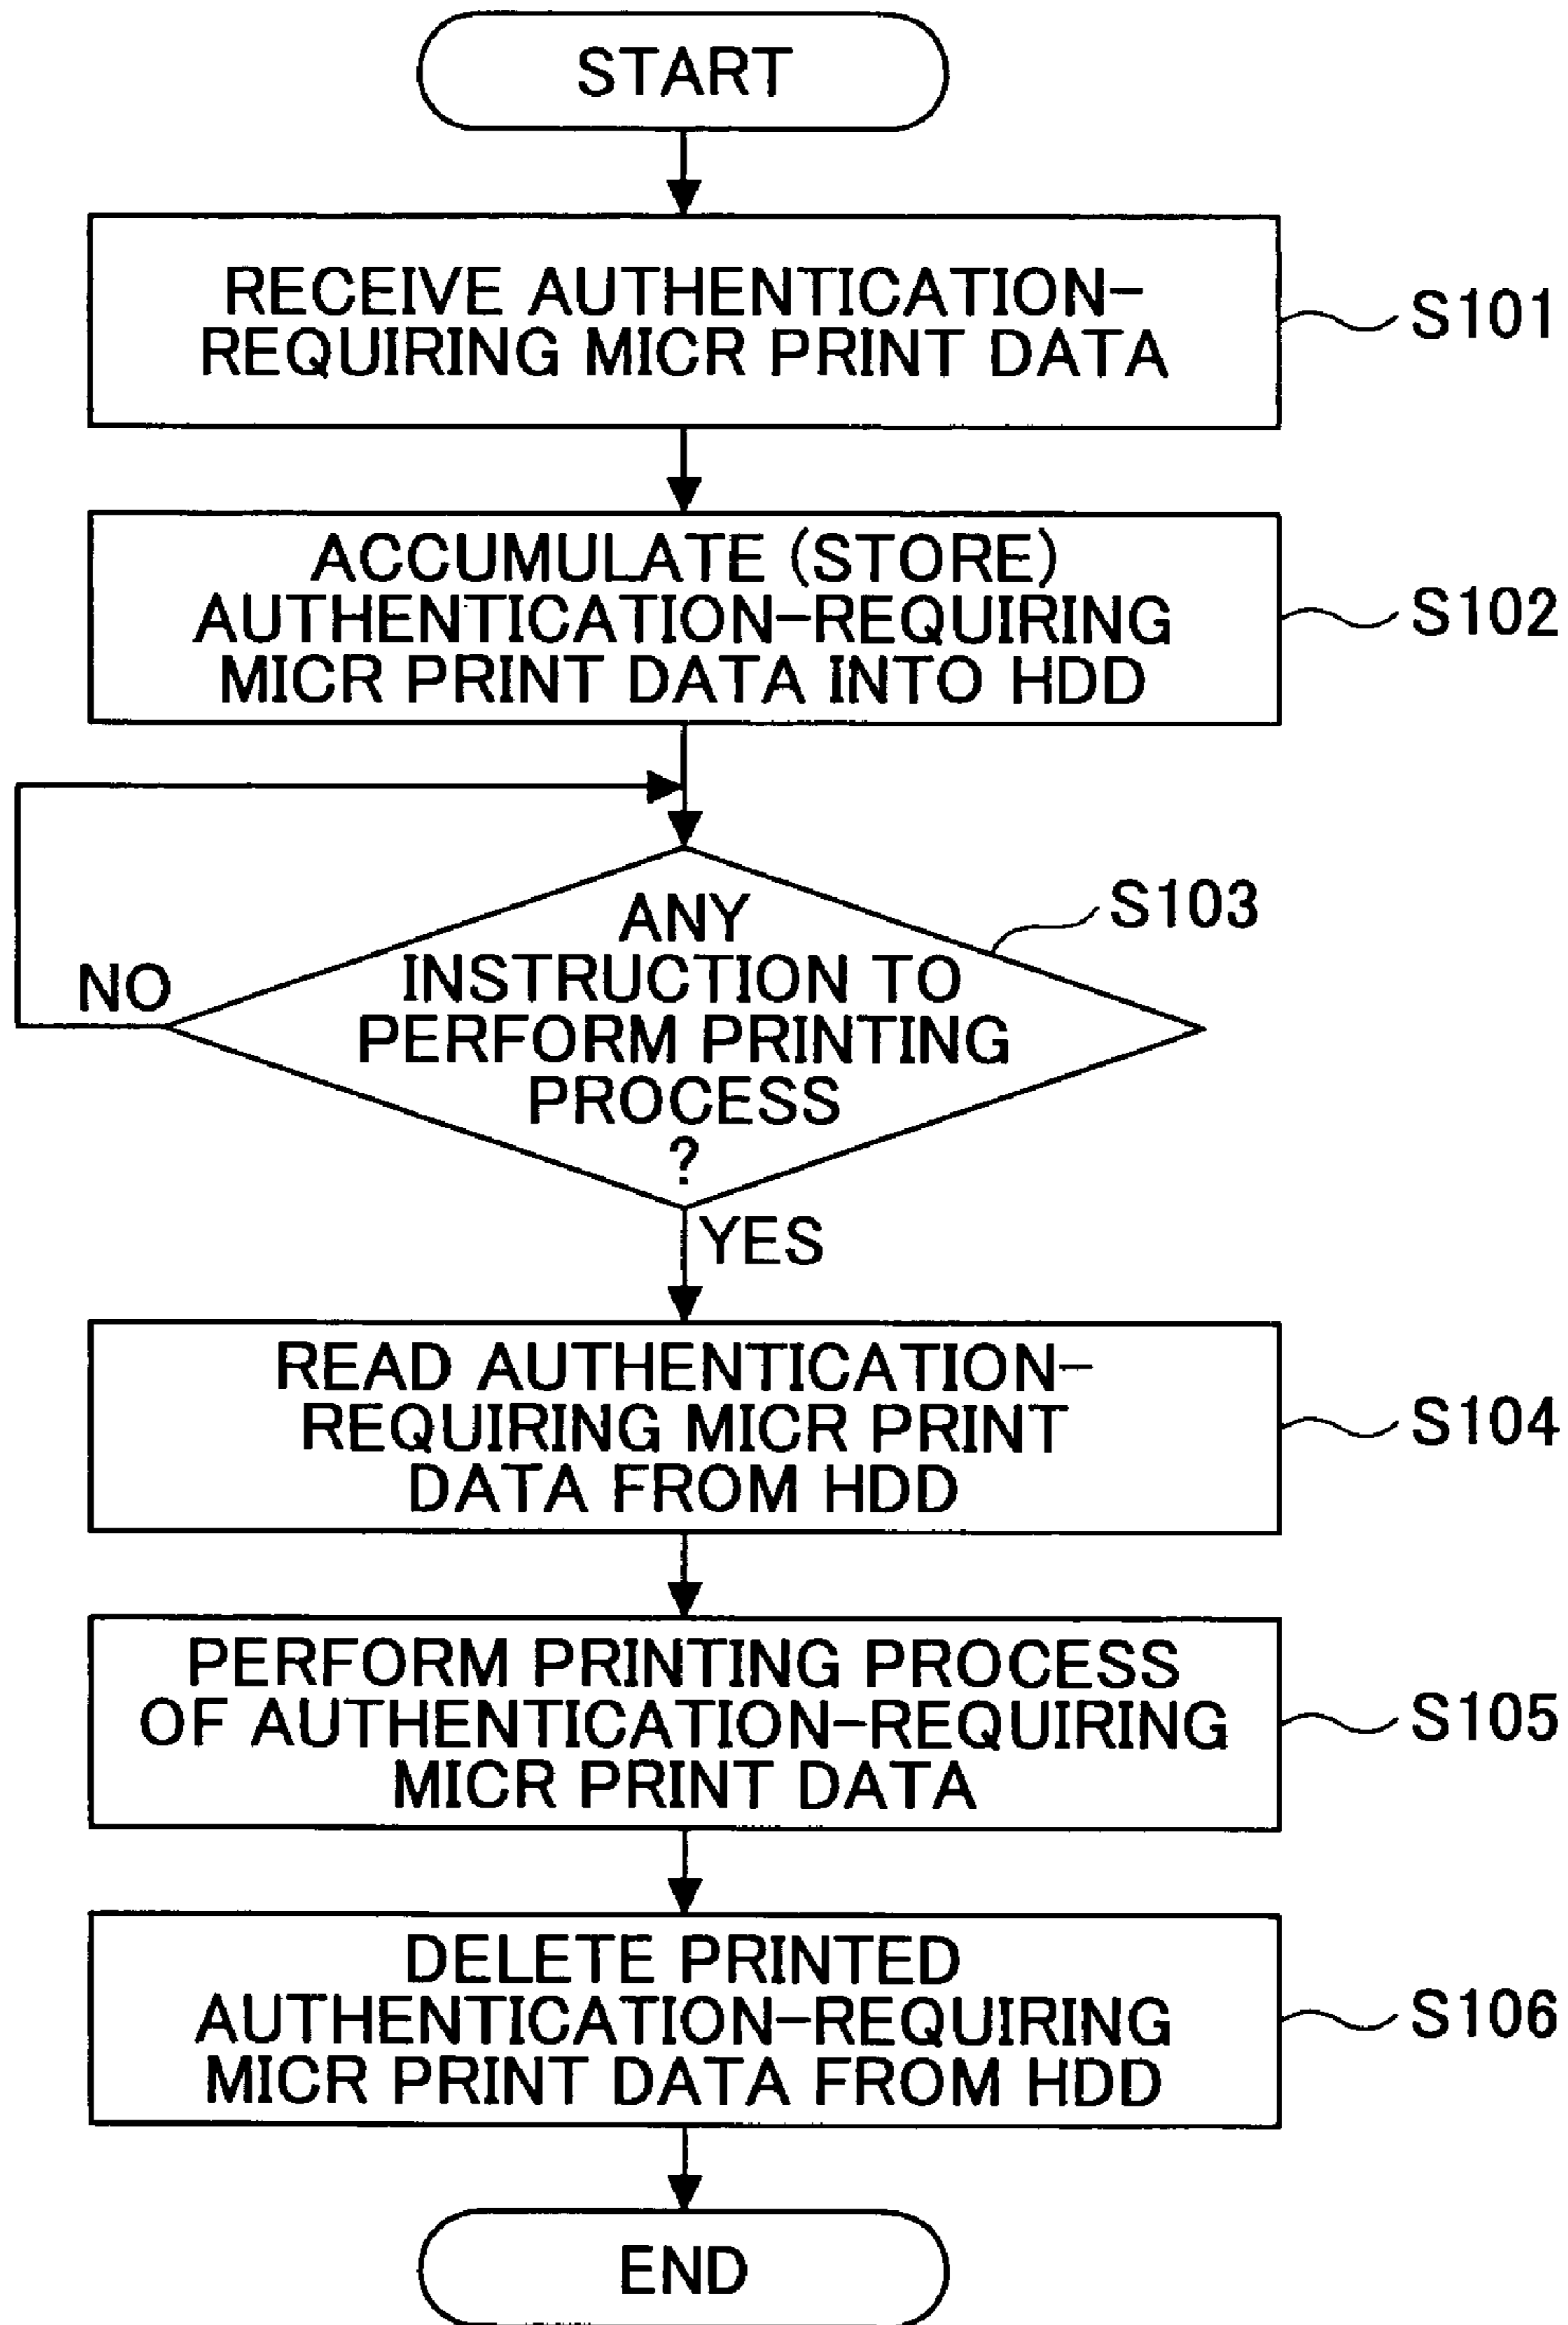 START
RECEIVE AUTHENTICATION-
REQUIRING MICR PRINT DATA
S101
ACCUMULATE (STORE)
AUTHENTICATION-REQUIRING
MICR PRINT DATA INTO HDD
S102
ANY
INSTRUCTION TO
PERFORM PRINTING
PROCESS
?
S103
NO
YES
READ AUTHENTICATION-
REQUIRING MICR PRINT
DATA FROM HDD
S104
PERFORM PRINTING PROCESS
OF AUTHENTICATION-REQUIRING
MICR PRINT DATA
S105
DELETE PRINTED
AUTHENTICATION-REQUIRING
MICR PRINT DATA FROM HDD
S106
END